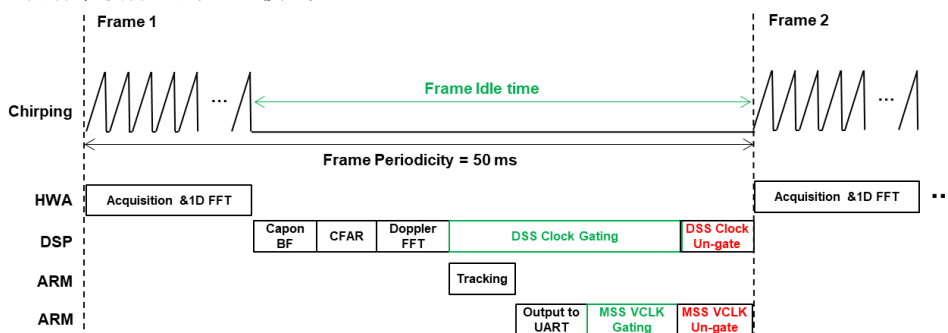 Frame 1
Frame 2
Chirping
...
Frame Idle time
...
Frame Periodicity = 50 ms
HWA
Acquisition &1D FFT
Acquisition &1D FFT
..
DSP
Capon
BF
CFAR
Doppler
FFT
DSS Clock Gating
DSS Clock
Un-gate
ARM
Tracking
ARM
Output to
UART
MSS VCLK
Gating
MSS VCLK
Un-gate